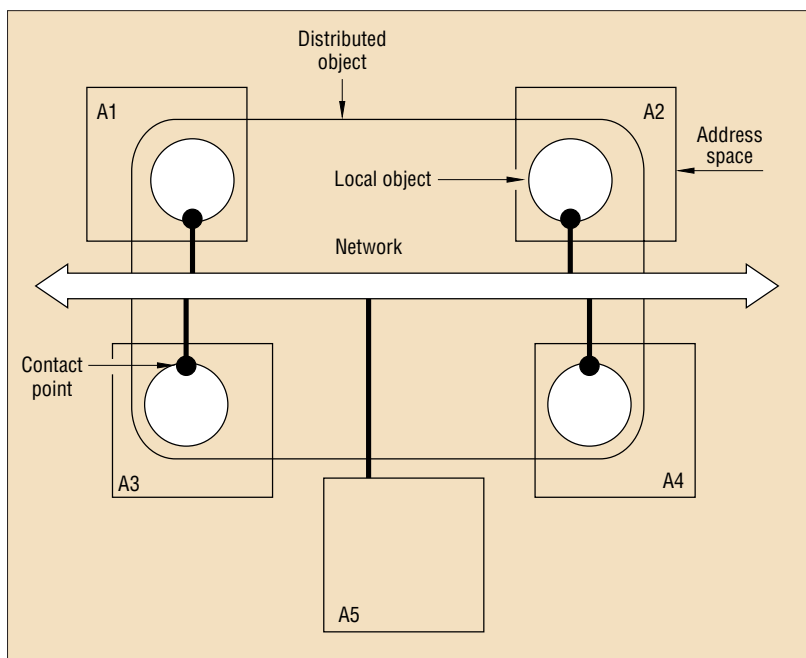 Distributed
object
A1
A2
Address
space
Local object
Network
Contact
point
A3
A4
A5